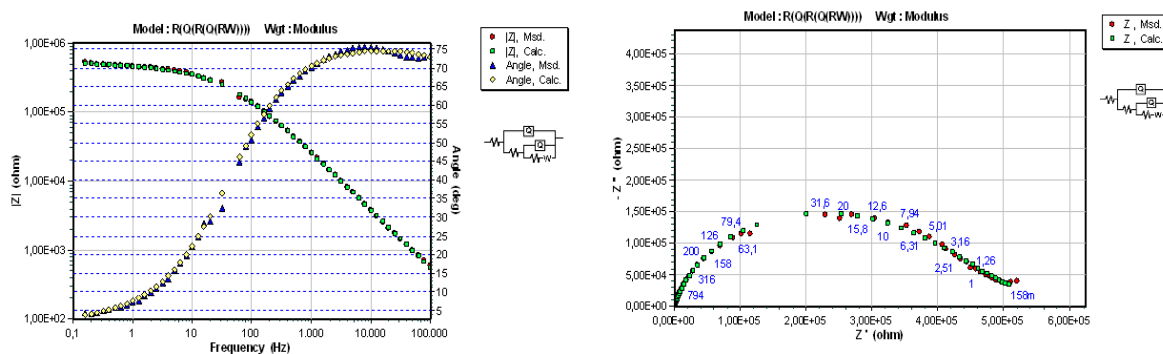 Model : R(Q(R(Q(RW)))) Wgt : Modulus
1,00E+06
1,00E+05
1,00E+04
1,00E+03
1,00E+02
|Z| (ohm)
0,1
1
10
100
1.000
10.000
100.000
Frequency (Hz)
75
70
65
60
55
50
45
40
35
30
25
20
15
10
5
Angle (deg)
|Z|, Msd.
|Z|, Calc.
Angle, Msd.
Angle, Calc.
Q
Q
W
Model : R(Q(R(Q(RW)))) Wgt : Modulus
4,00E+05
3,50E+05
3,00E+05
2,50E+05
2,00E+05
1,50E+05
1,00E+05
5,00E+04
0,00E+00
- Z'' (ohm)
31,6
20
12,6
7,94
79,4
15,8
5,01
126
63,1
10
6,31
3,16
200
158
2,51
1,26
316
1
794
158m
0,00E+00
1,00E+05
2,00E+05
3,00E+05
4,00E+05
5,00E+05
6,00E+05
Z ' (ohm)
Z , Msd.
Z , Calc.
Q
Q
W